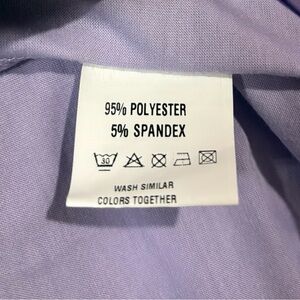 95% POLYESTER
5% SPANDEX
30
WASH SIMILAR
COLORS TOGETHER